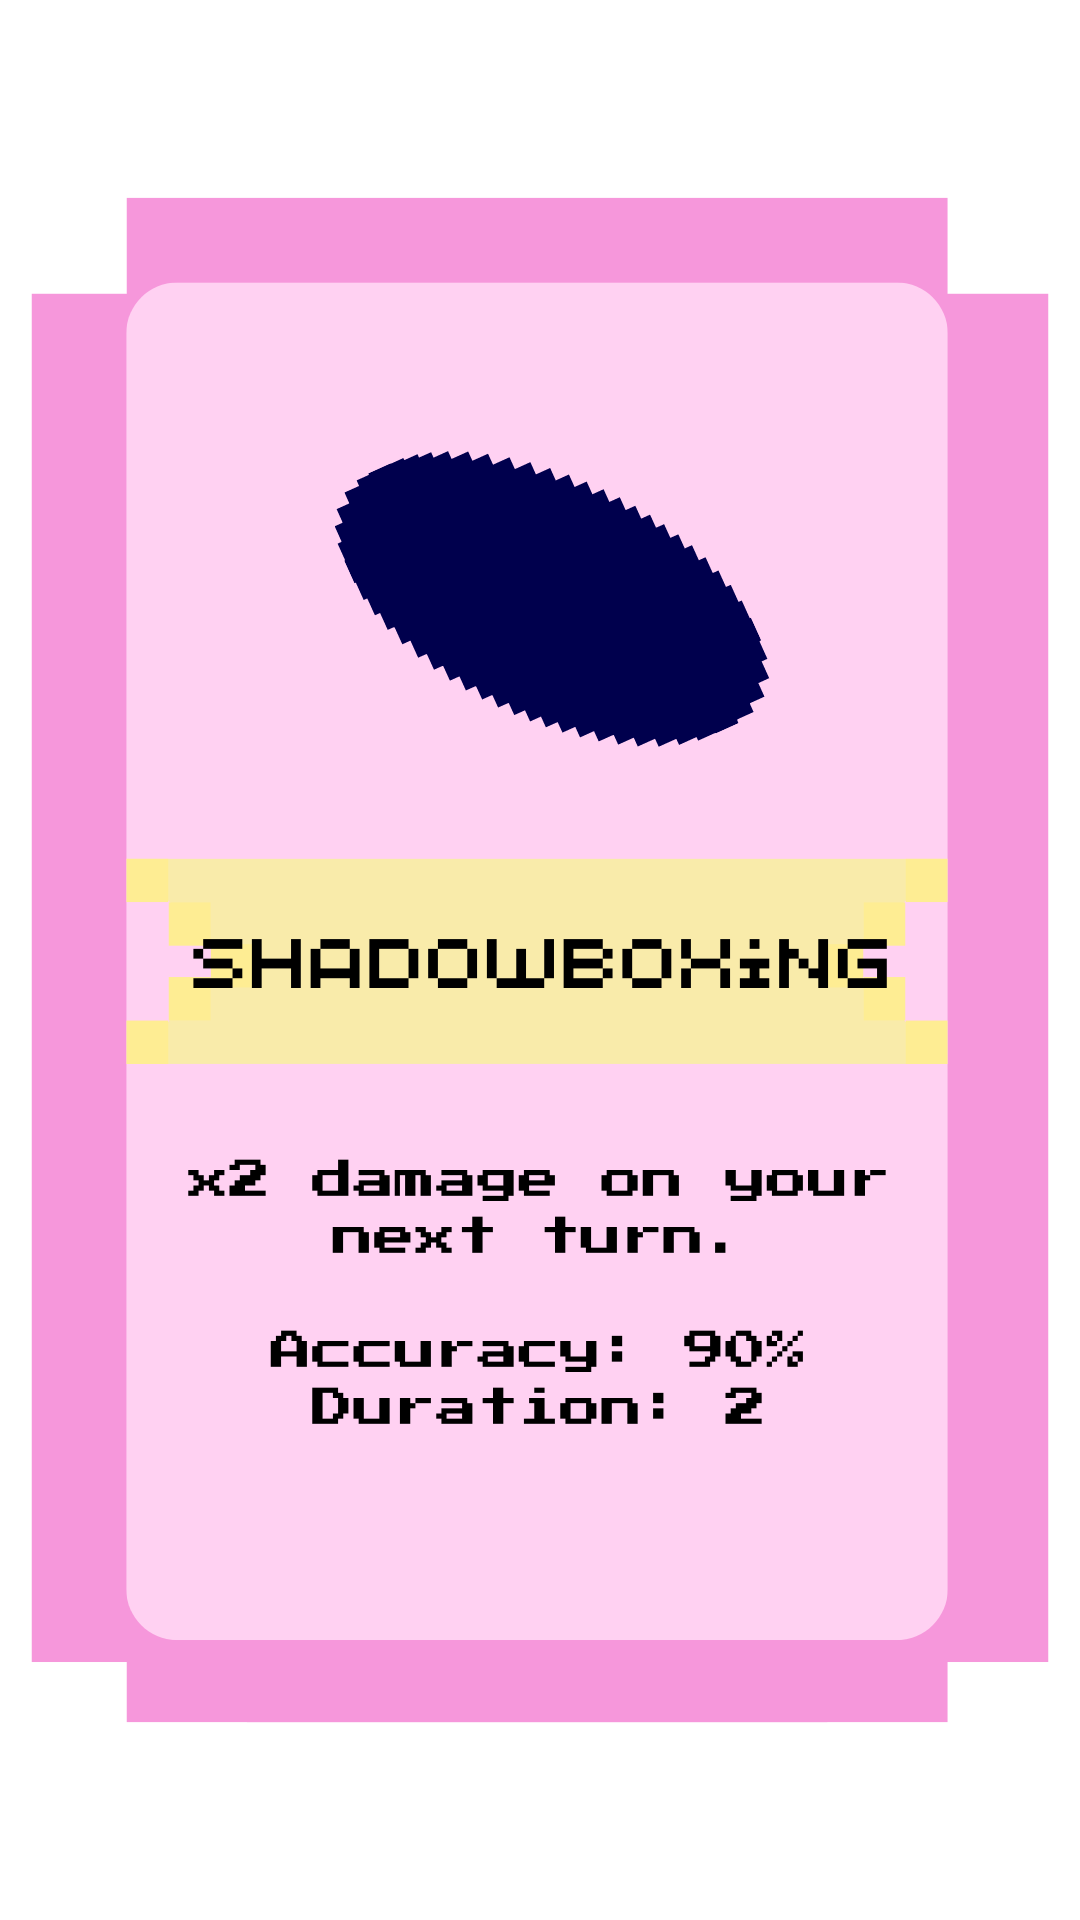 SHADOWBOXiNG
x2 damage on your
next turn.
Accuracy: 90%
Duration: 2